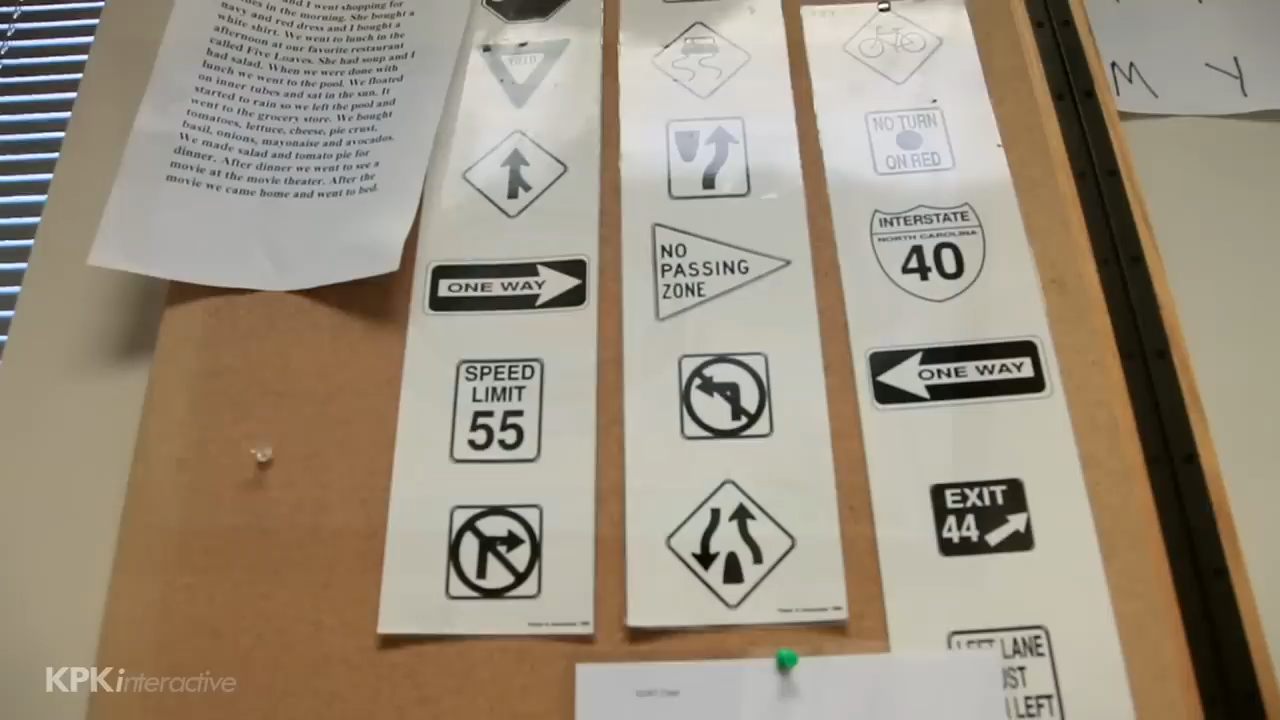 and I went shopping for
in the morning. She bought a
navy and red dress and I bought a
white shirt. We went to lunch in the
afternoon at our favorite restaurant
called Five Loaves. She had soup and I
had salad. When we were done with
lunch we went to the pool. We floated
on inner tubes and sat in the sun. It
started to rain so we left the pool and
went to the grocery store. We bought
tomatoes, lettuce, cheese, pie crust,
basil, onions, mayonaise and avocados.
We made salad and tomato pie for
dinner. After dinner we went to see a
movie at the movie theater. After the
movie we came home and went to bed.
YIELD
ONE WAY
SPEED
LIMIT
55
NO
PASSING
ZONE
NO TURN
ON RED
INTERSTATE
NORTH CAROLINA
40
ONE WAY
EXIT
44
LEFT LANE
LEFT
M Y
KPKinteractive